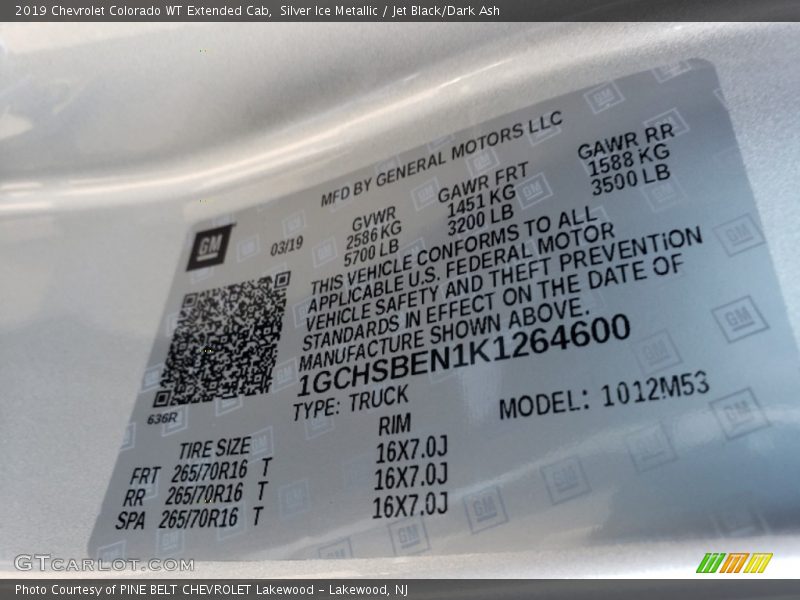 2019 Chevrolet Colorado WT Extended Cab, Silver Ice Metallic / Jet Black/Dark Ash
MFD BY GENERAL MOTORS LLC
GM
03/19
GVWR
2586 KG
5700 LB
GAWR FRT
1451 KG
3200 LB
GAWR RR
1588 KG
3500 LB
THIS VEHICLE CONFORMS TO ALL
APPLICABLE U.S. FEDERAL MOTOR
VEHICLE SAFETY AND THEFT PREVENTION
STANDARDS IN EFFECT ON THE DATE OF
MANUFACTURE SHOWN ABOVE.
1GCHSBEN1K1264600
636R
TYPE: TRUCK
MODEL: 1012M53
TIRE SIZE RIM
FRT 265/70R16 T 16X7.0J
RR 265/70R16 T 16X7.0J
SPA 265/70R16 T 16X7.0J
GTCARLOT.COM
Photo Courtesy of PINE BELT CHEVROLET Lakewood - Lakewood, NJ